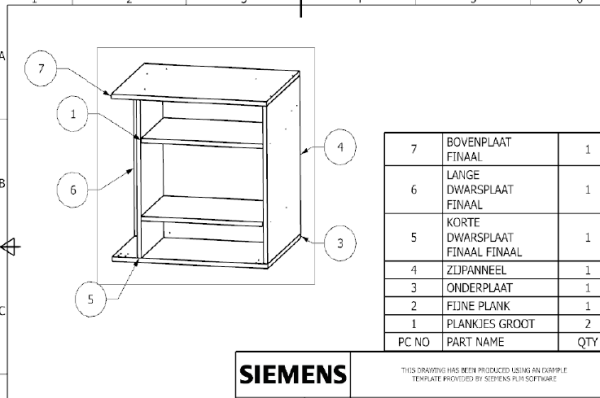 7
1
6
5
4
3
A
B
C
7 BOVENPLAAT 1
FINAAL
6 LANGE 1
DWARSPLAAT
FINAAL
5 KORTE 1
DWARSPLAAT
FINAAL FINAAL
4 ZIJPANNEEL 1
3 ONDERPLAAT 1
2 FIJNE PLANK 1
1 PLANKJES GROOT 2
PC NO PART NAME QTY
SIEMENS
THIS DRAWING HAS BEEN PRODUCED USING AN EXAMPLE
TEMPLATE PROVIDED BY SIEMENS PLM SOFTWARE